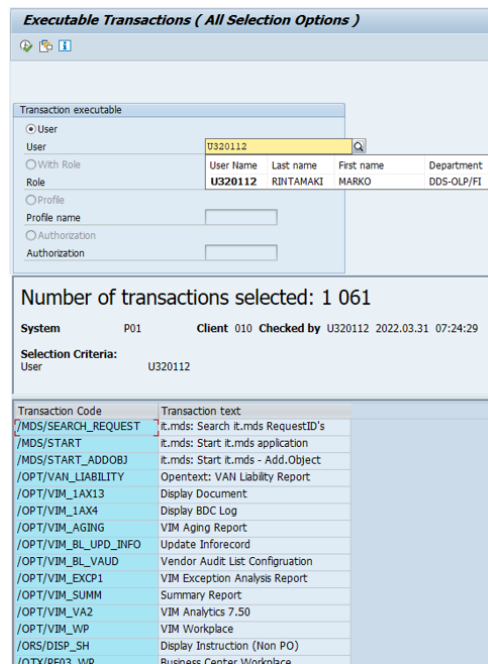 Executable Transactions ( All Selection Options )
Transaction executable
User
User U320112
User Name Last name First name Department
With Role
Role
U320112 RINTAMAKI MARKO DDS-OLP/FI
Profile
Profile name
Authorization
Authorization
Number of transactions selected: 1 061
System P01 Client 010 Checked by U320112 2022.03.31 07:24:29
Selection Criteria:
User U320112
Transaction Code Transaction text
/MDS/SEARCH_REQUEST it.mds: Search it.mds RequestID's
/MDS/START it.mds: Start it.mds application
/MDS/START_ADDOBJ it.mds: Start it.mds - Add.Object
/OPT/VAN_LIABILITY Opentext: VAN Liability Report
/OPT/VIM_1AX13 Display Document
/OPT/VIM_1AX4 Display BDC Log
/OPT/VIM_AGING VIM Aging Report
/OPT/VIM_BL_UPD_INFO Update Inforecord
/OPT/VIM_BL_VAUD Vendor Audit List Configruation
/OPT/VIM_EXCP1 VIM Exception Analysis Report
/OPT/VIM_SUMM Summary Report
/OPT/VIM_VA2 VIM Analytics 7.50
/OPT/VIM_WP VIM Workplace
/ORS/DISP_SH Display Instruction (Non PO)
/OTX/PF03_WP Business Center Workplace